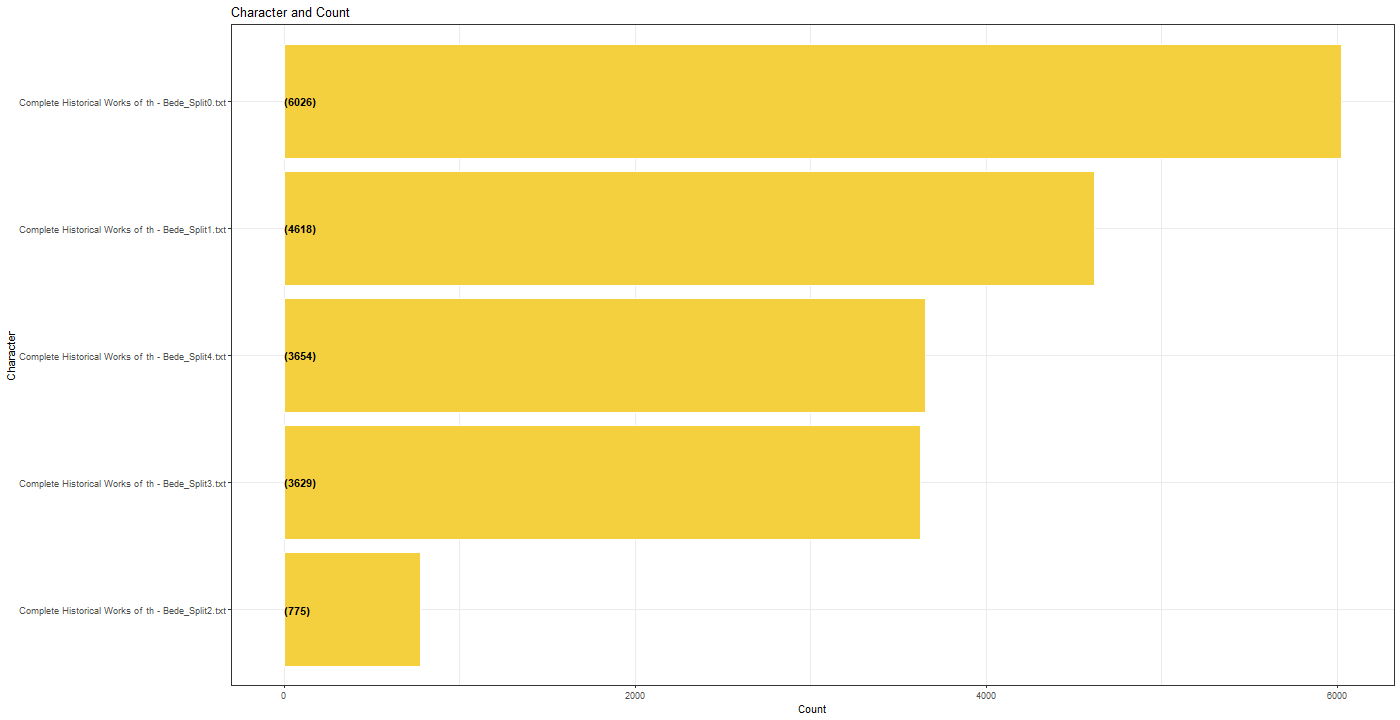 Character and Count
Complete Historical Works of th - Bede_Split0.txt
(6026)
Complete Historical Works of th - Bede_Split1.txt
(4618)
Complete Historical Works of th - Bede_Split4.txt
(3654)
Complete Historical Works of th - Bede_Split3.txt
(3629)
Complete Historical Works of th - Bede_Split2.txt
(775)
Character
0
2000
4000
6000
Count